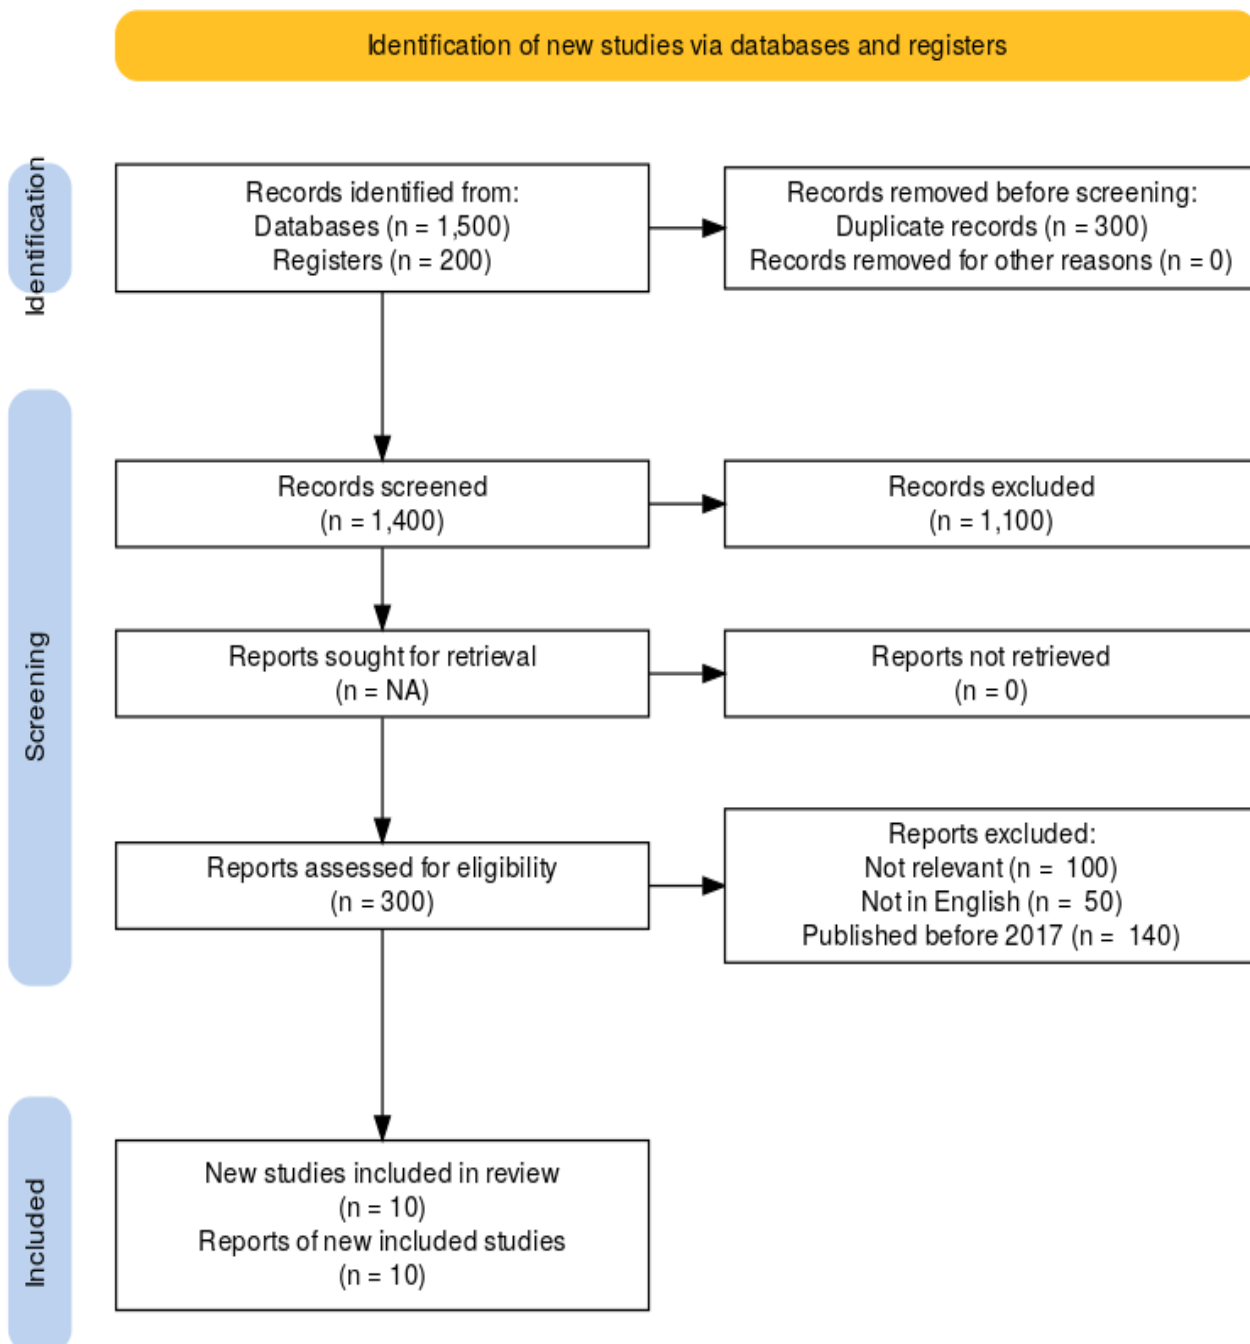 Identification of new studies via databases and registers
Identification
Records identified from:
Databases (n = 1,500)
Registers (n = 200)
Records removed before screening:
Duplicate records (n = 300)
Records removed for other reasons (n = 0)
Screening
Records screened
(n = 1,400)
Records excluded
(n = 1,100)
Reports sought for retrieval
(n = NA)
Reports not retrieved
(n = 0)
Reports assessed for eligibility
(n = 300)
Reports excluded:
Not relevant (n = 100)
Not in English (n = 50)
Published before 2017 (n = 140)
Included
New studies included in review
(n = 10)
Reports of new included studies
(n = 10)